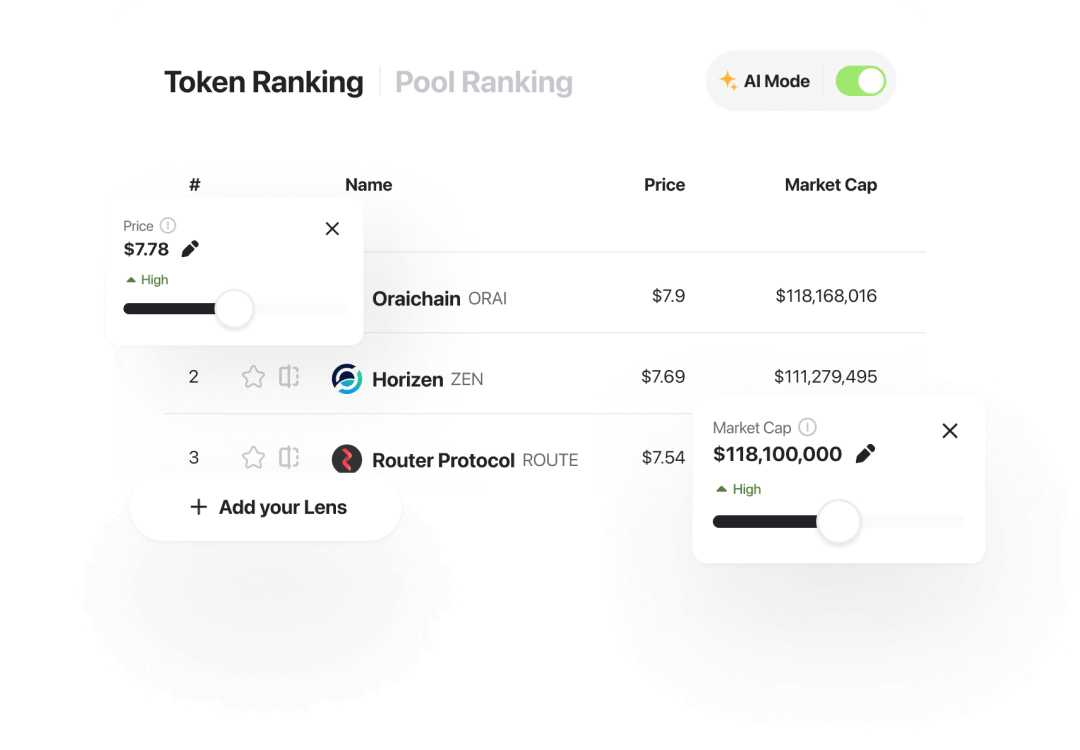 Token Ranking Pool Ranking AI Mode
# Name Price Market Cap
Price
$7.78
High
Oraichain ORAI $7.9 $118,168,016
2 Horizen ZEN $7.69 $111,279,495
3 Router Protocol ROUTE $7.54
Market Cap
$118,100,000
High
+ Add your Lens